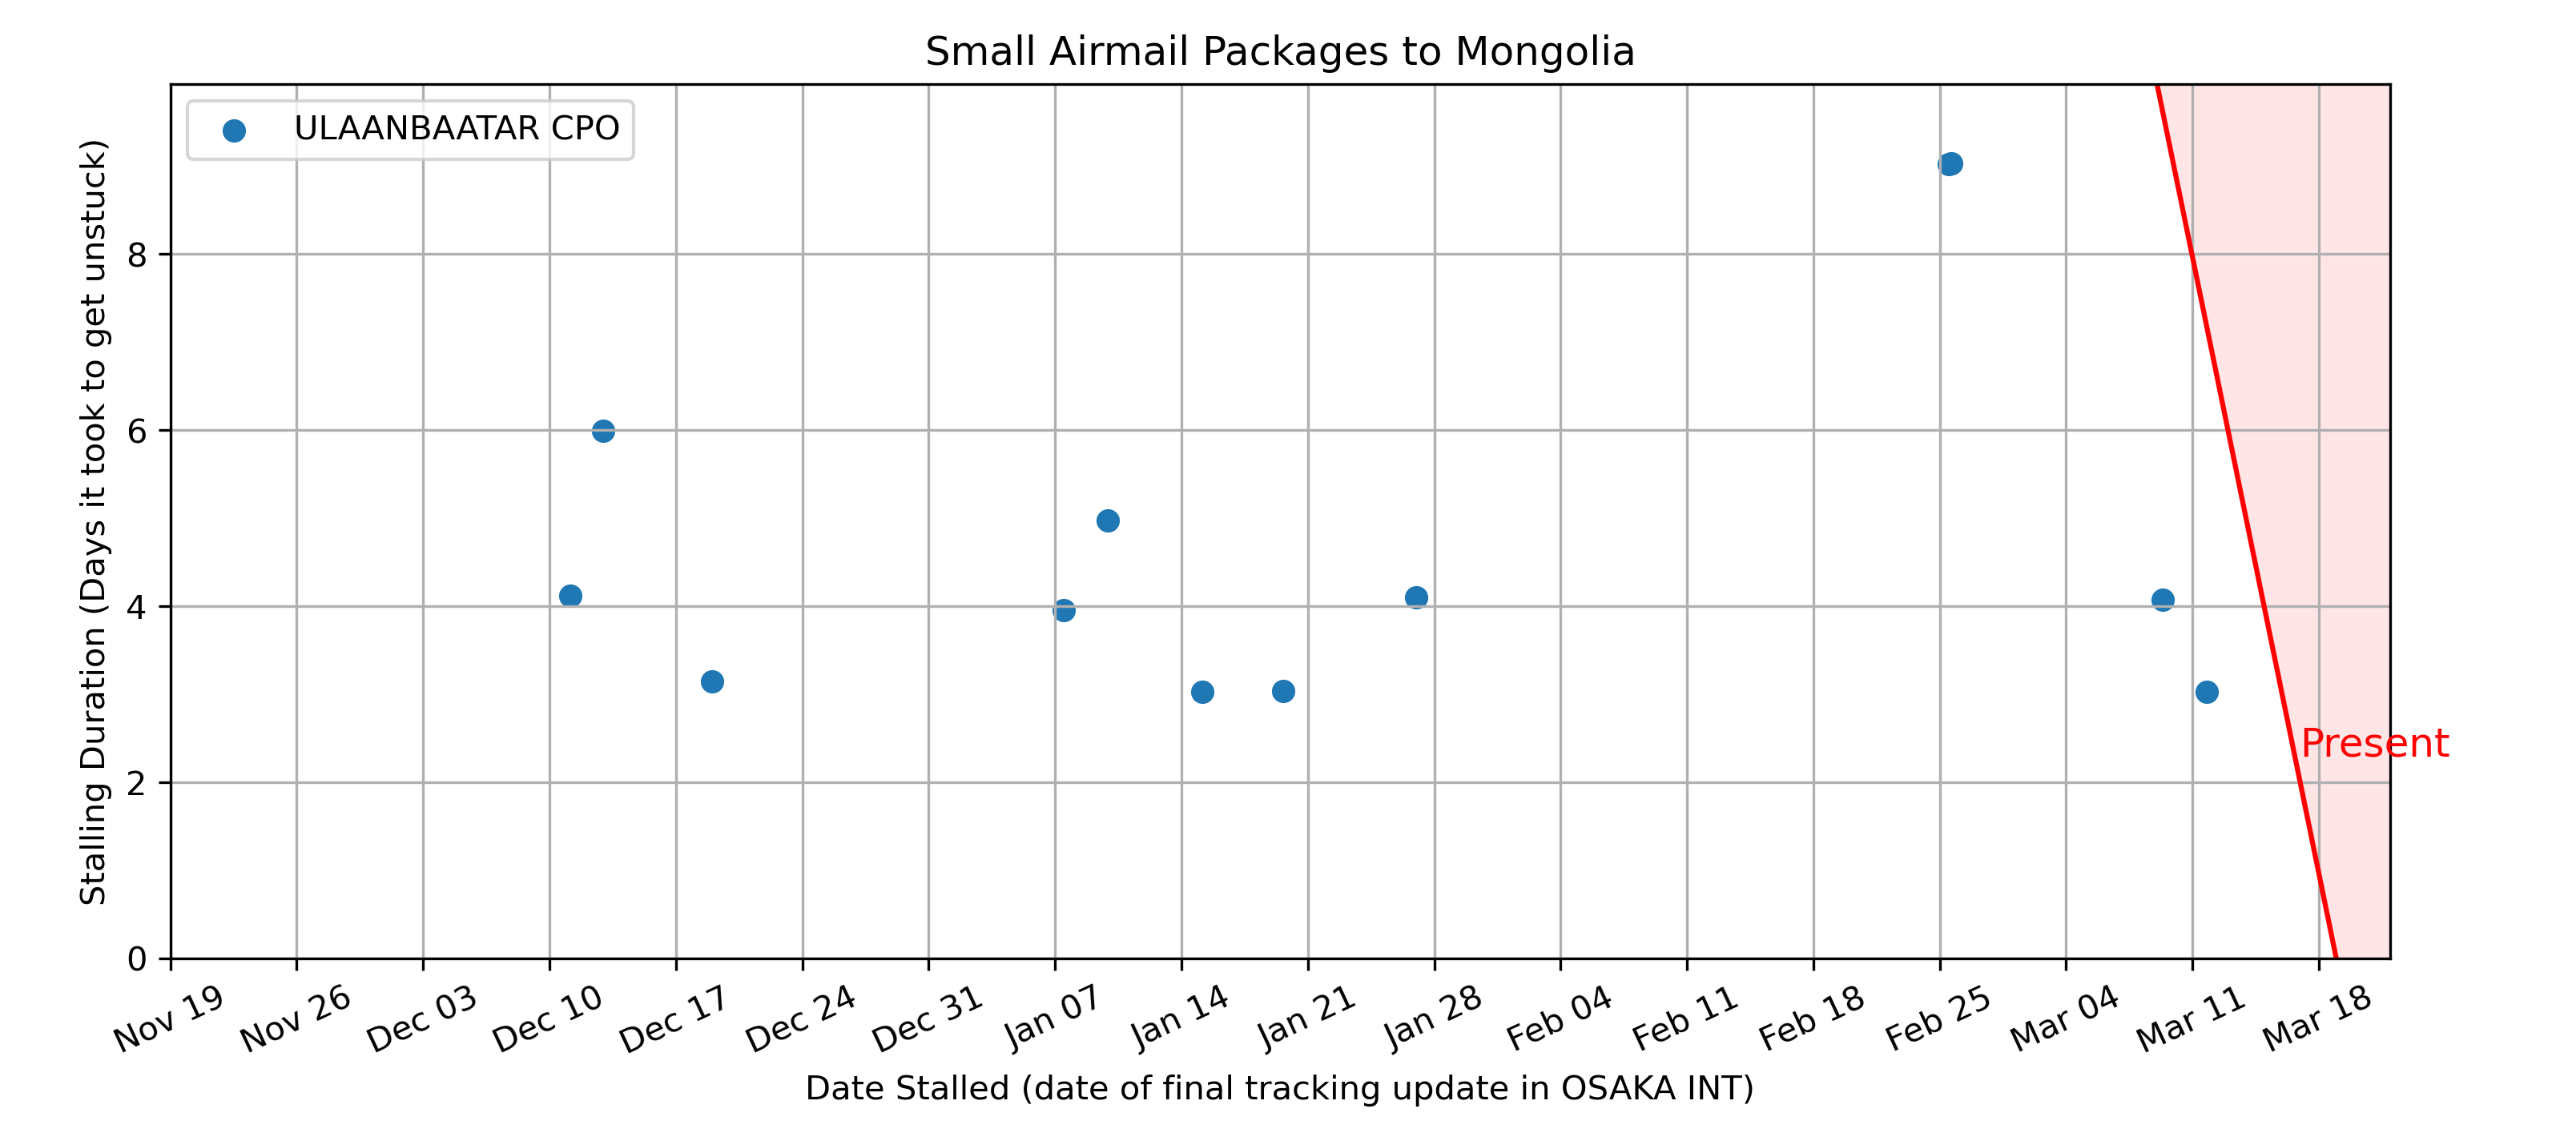 Small Airmail Packages to Mongolia
ULAANBAATAR CPO
Stalling Duration (Days it took to get unstuck)
8
6
4
2
0
Present
Nov 19 Nov 26 Dec 03 Dec 10 Dec 17 Dec 24 Dec 31 Jan 07 Jan 14 Jan 21 Jan 28 Feb 04 Feb 11 Feb 18 Feb 25 Mar 04 Mar 11 Mar 18
Date Stalled (date of final tracking update in OSAKA INT)